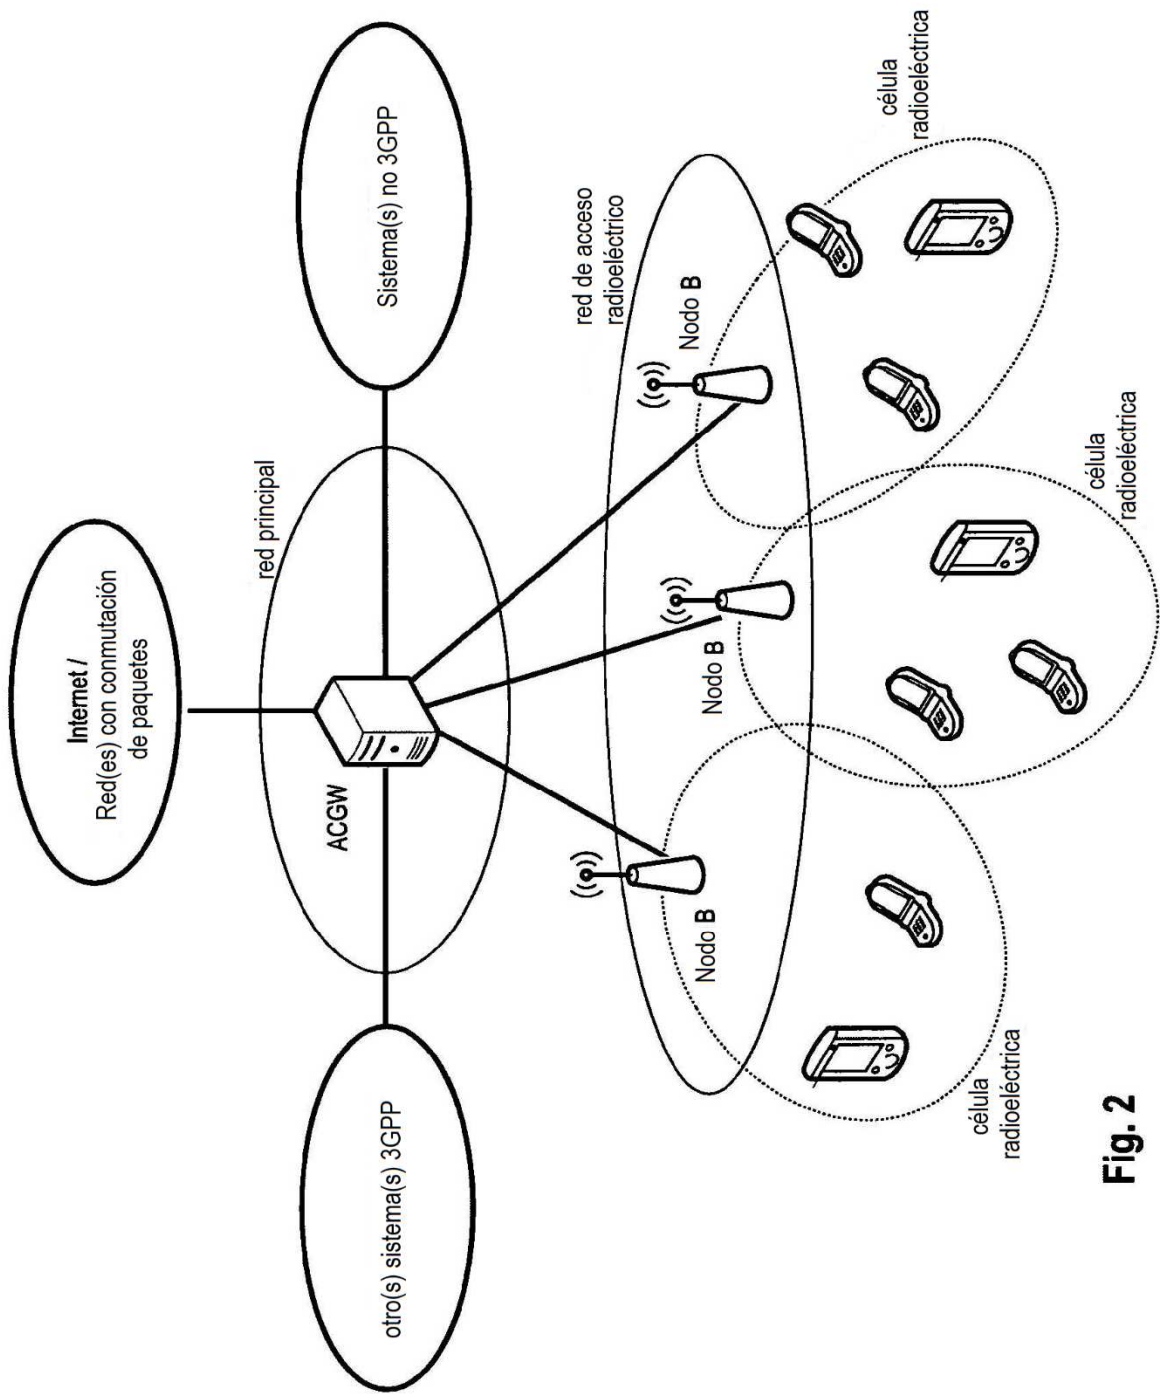 Internet /
Red(es) con conmutación
de paquetes
red principal
ACGW
otro(s) sistema(s) 3GPP
Sistema(s) no 3GPP
red de acceso
radioeléctrico
Nodo B
Nodo B
Nodo B
célula
radioeléctrica
célula
radioeléctrica
célula
radioeléctrica
Fig. 2